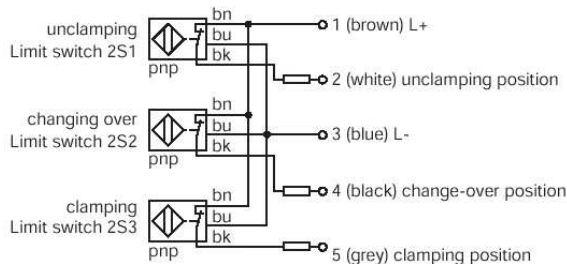 bn
unclamping
bu
1 (brown) L+
Limit switch 2S1
bk
pnp
2 (white) unclamping position
bn
changing over
bu
3 (blue) L-
Limit switch 2S2
bk
pnp
4 (black) change-over position
bn
clamping
bu
Limit switch 2S3
bk
pnp
5 (grey) clamping position